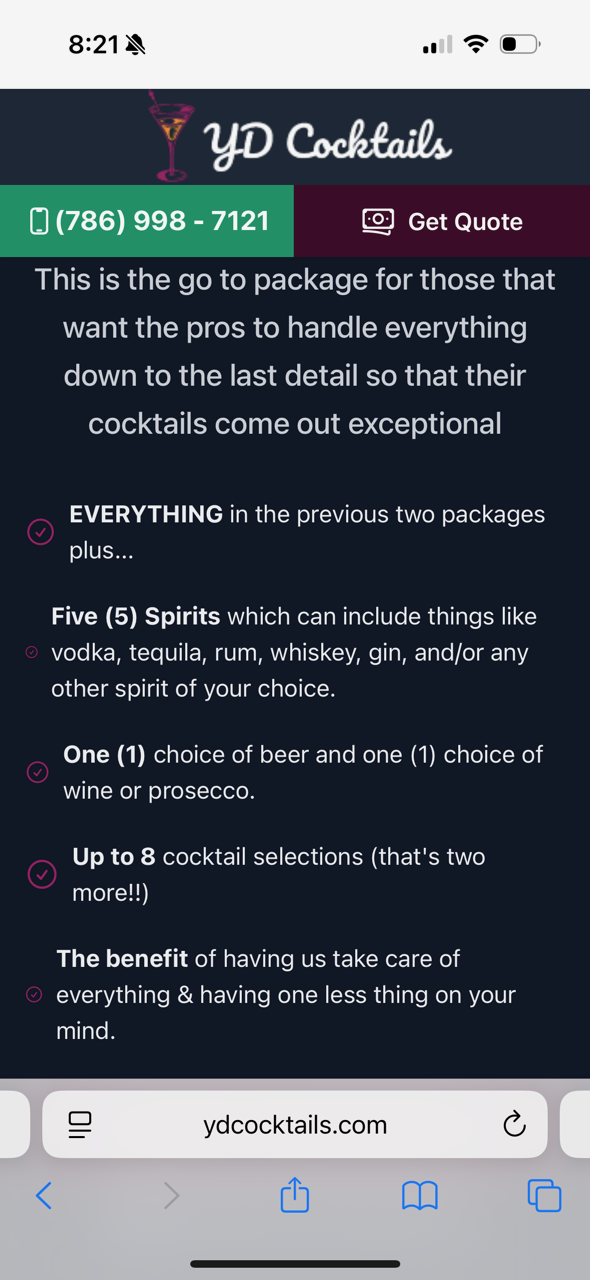 8:21
YD Cocktails
(786) 998 - 7121
Get Quote
This is the go to package for those that
want the pros to handle everything
down to the last detail so that their
cocktails come out exceptional
EVERYTHING in the previous two packages
plus...
Five (5) Spirits which can include things like
vodka, tequila, rum, whiskey, gin, and/or any
other spirit of your choice.
One (1) choice of beer and one (1) choice of
wine or prosecco.
Up to 8 cocktail selections (that's two
more!!)
The benefit of having us take care of
everything & having one less thing on your
mind.
ydcocktails.com